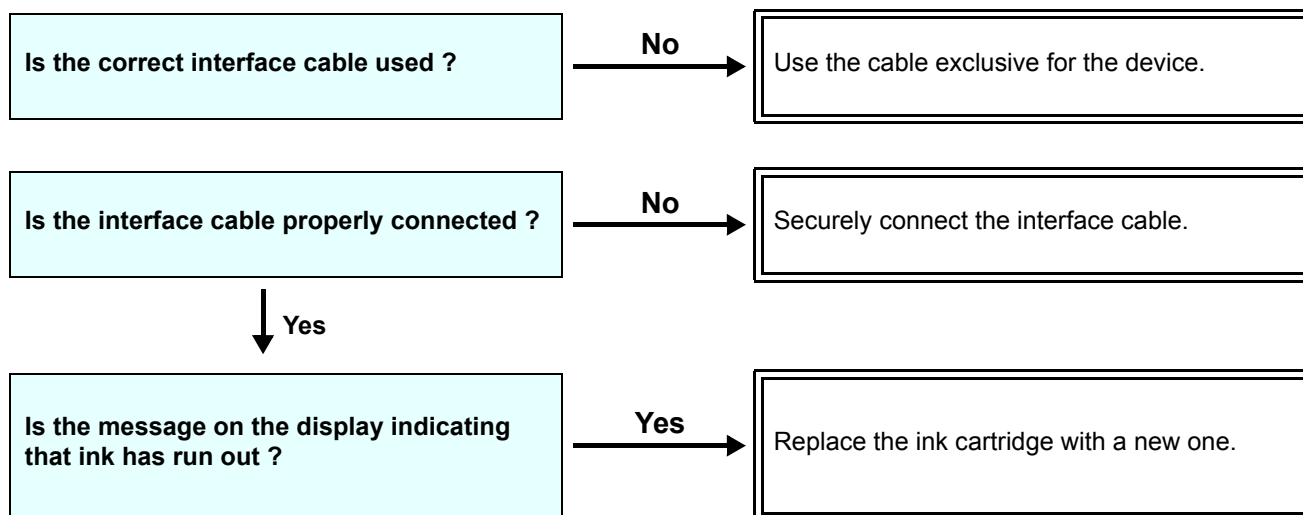 Is the correct interface cable used ?
No
Use the cable exclusive for the device.
Is the interface cable properly connected ?
No
Securely connect the interface cable.
Yes
Is the message on the display indicating
that ink has run out ?
Yes
Replace the ink cartridge with a new one.